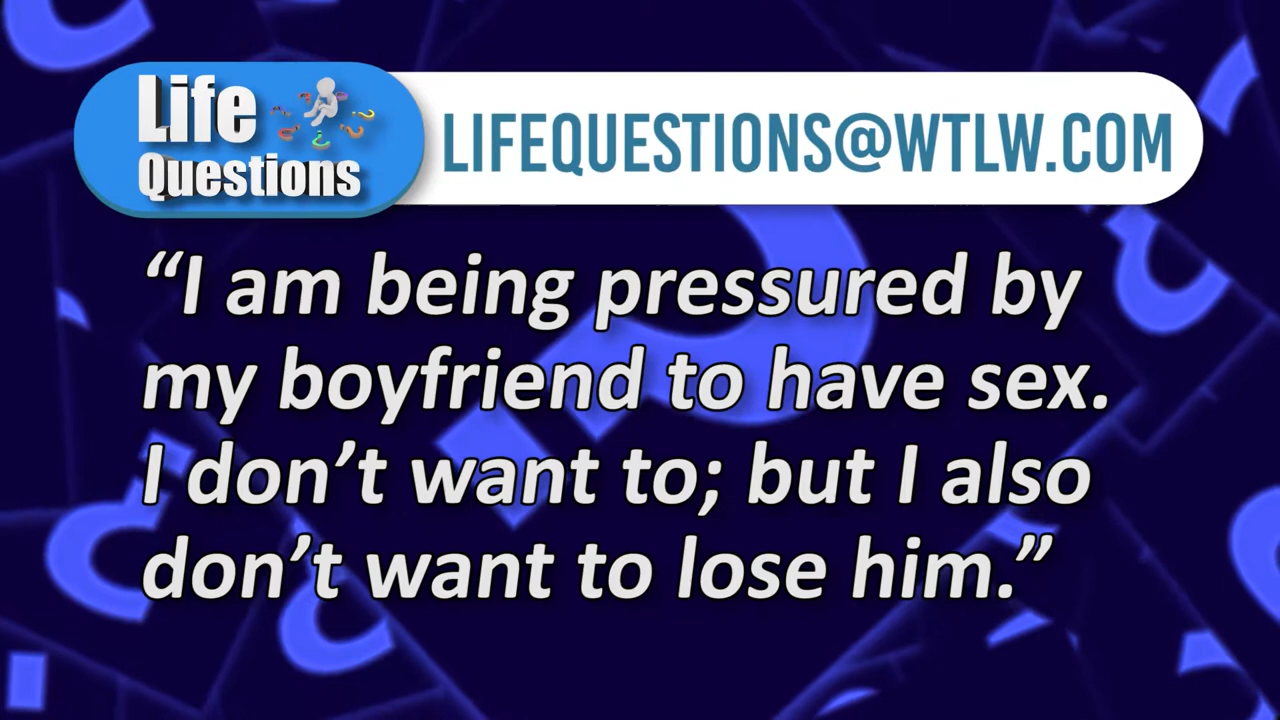 Life
Questions
LIFEQUESTIONS@WTLW.COM
“I am being pressured by
my boyfriend to have sex.
I don’t want to; but I also
don’t want to lose him.”